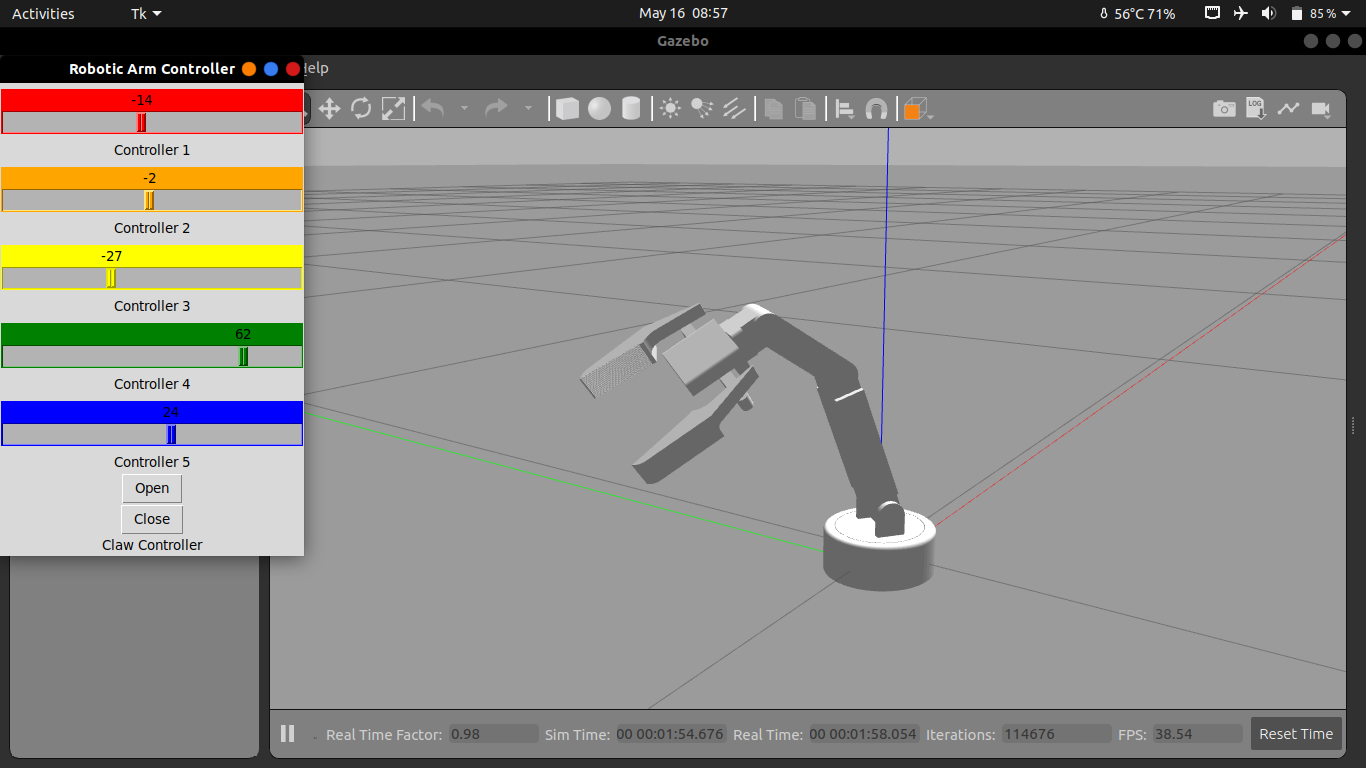 Activities Tk May 16 08:57 56°C 71% 85%
Gazebo
Robotic Arm Controller
-14
Controller 1
-2
Controller 2
-27
Controller 3
62
Controller 4
24
Controller 5
Open
Close
Claw Controller
LOG
Real Time Factor: 0.98 Sim Time: 00 00:01:54.676 Real Time: 00 00:01:58.054 Iterations: 114676 FPS: 38.54 Reset Time